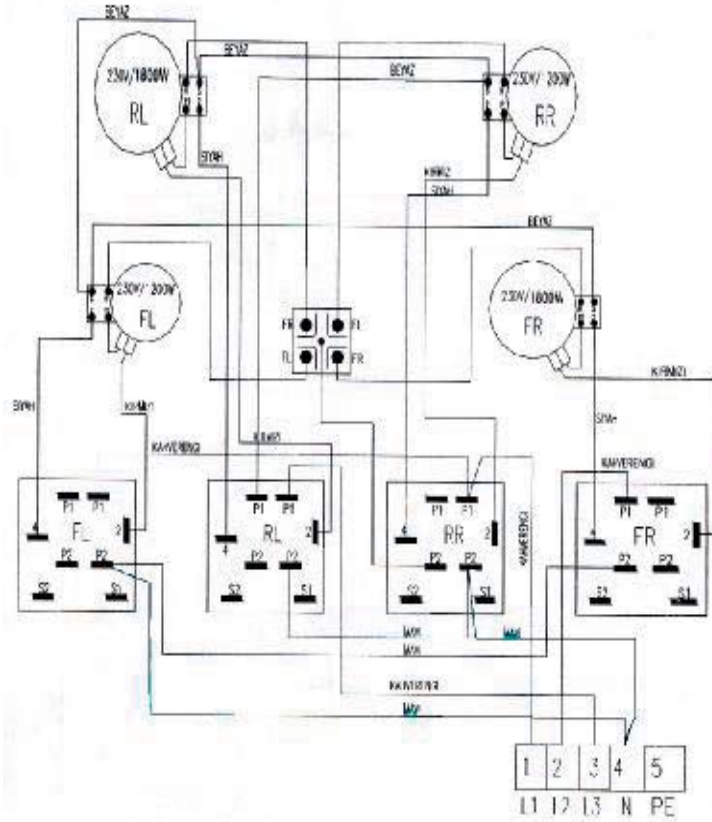 BEYAZ
BEYAZ
BEYAZ
230V/1800W
RL
230V/1200W
RR
SIYAH
KIRMIZI
SIYAH
BEYAZ
230V/1200W
FL
230V/1800W
FR
FR
FL
FL
FR
KIRMIZI
SIYAH
KIRMIZI
SIYAH
KAHVERENGI
KIRMIZI
KAHVERENGI
P1 P1
P1 P1
P1 P1
P1 P1
4 FL 2
4 RL 2
4 RR 2
4 FR 2
P2 P2
P2 P2
P2 P2
P2 P2
S2 S1
S2 S1
S2 S1
S2 S1
KAHVERENGI
MAVI
MAVI
MAVI
KAHVERENGI
MAVI
1 2 3 4 5
L1 L2 L3 N PE